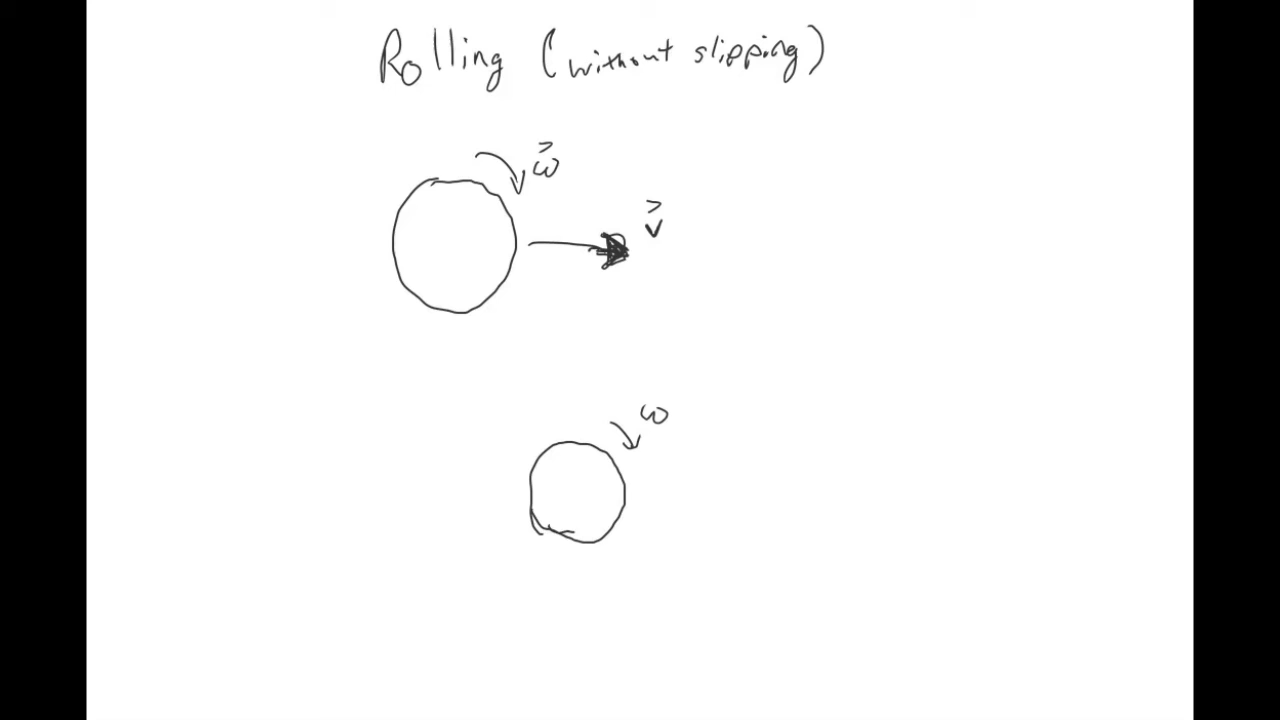 Rolling (without slipping)
ω⃗
v⃗
ω